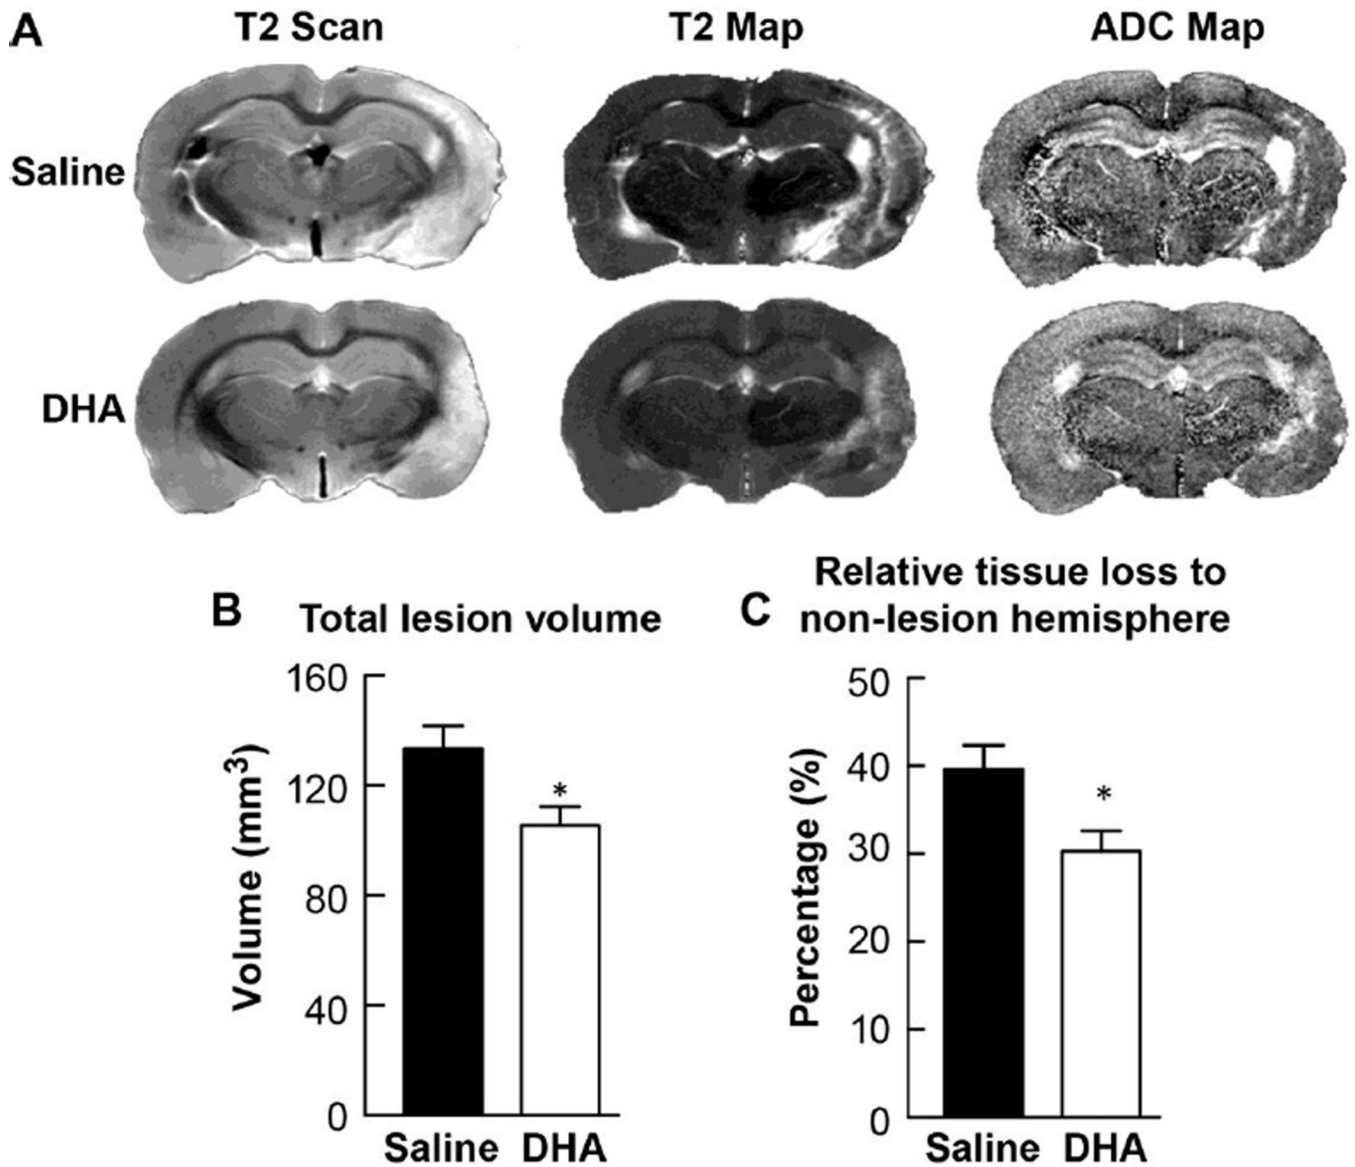 A
T2 Scan
T2 Map
ADC Map
Saline
DHA
B
Total lesion volume
Volume (mm³)
160
120
80
40
0
*
Saline
DHA
C
Relative tissue loss to
non-lesion hemisphere
Percentage (%)
50
40
30
20
10
0
*
Saline
DHA